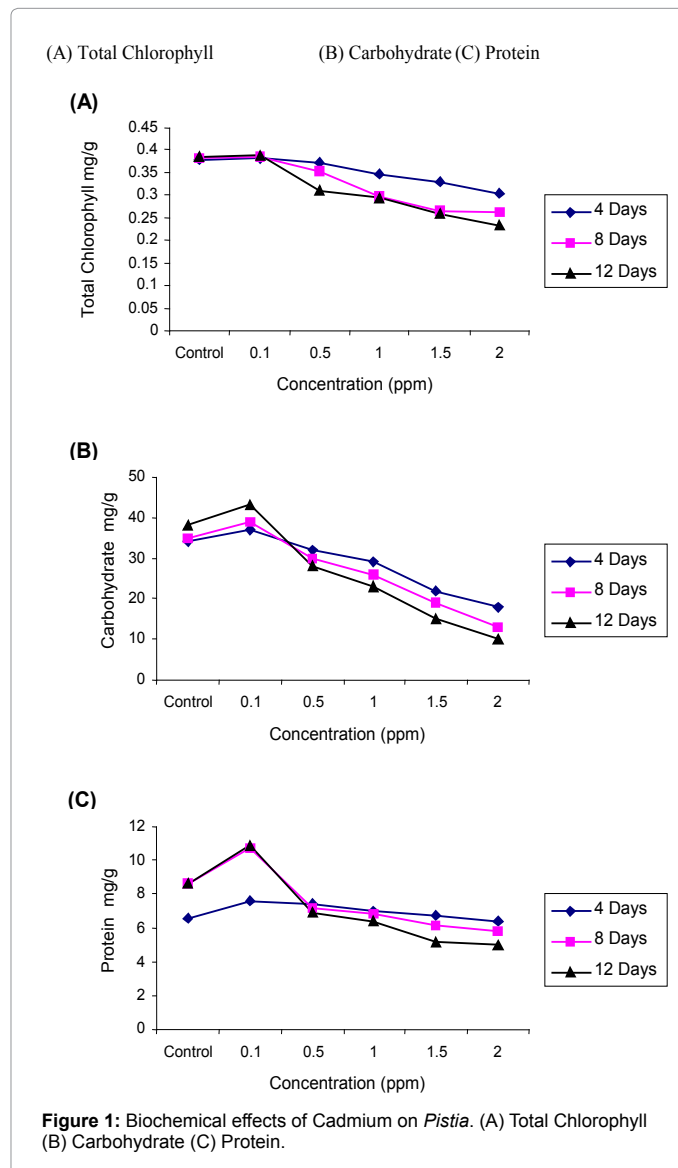 (A) Total Chlorophyll (B) Carbohydrate (C) Protein
(A)
Total Chlorophyll mg/g
0.45
0.4
0.35
0.3
0.25
0.2
0.15
0.1
0.05
0
Control 0.1 0.5 1 1.5 2
Concentration (ppm)
4 Days
8 Days
12 Days
(B)
Carbohydrate mg/g
50
40
30
20
10
0
Control 0.1 0.5 1 1.5 2
Concentration (ppm)
4 Days
8 Days
12 Days
(C)
Protein mg/g
12
10
8
6
4
2
0
Control 0.1 0.5 1 1.5 2
Concentration (ppm)
4 Days
8 Days
12 Days
Figure 1: Biochemical effects of Cadmium on Pistia. (A) Total Chlorophyll
(B) Carbohydrate (C) Protein.